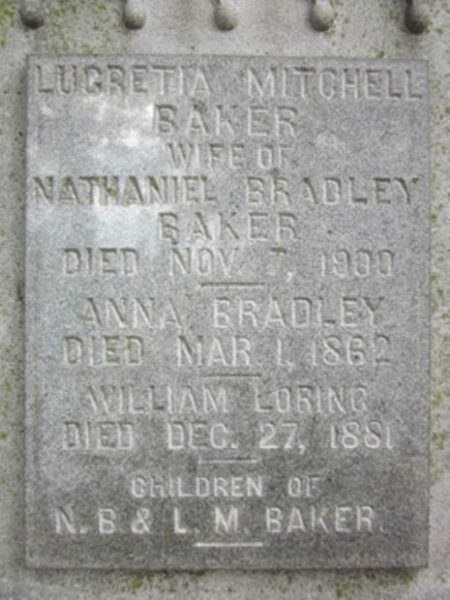 LUCRETIA MITCHELL
BAKER
WIFE OF
NATHANIEL BRADLEY
BAKER
DIED NOV. 7, 1900
ANNA BRADLEY
DIED MAR. 1, 1862
WILLIAM LORING
DIED DEC. 27, 1881
CHILDREN OF
N. B & L. M. BAKER.